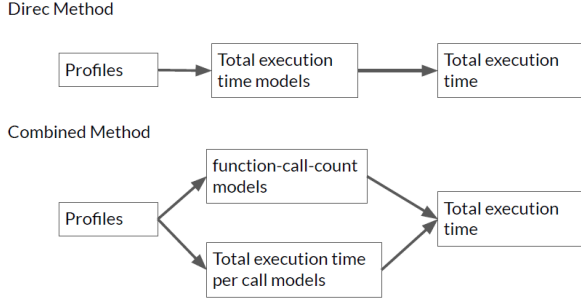 Direc Method
Profiles
Total execution
time models
Total execution
time
Combined Method
Profiles
function-call-count
models
Total execution time
per call models
Total execution
time